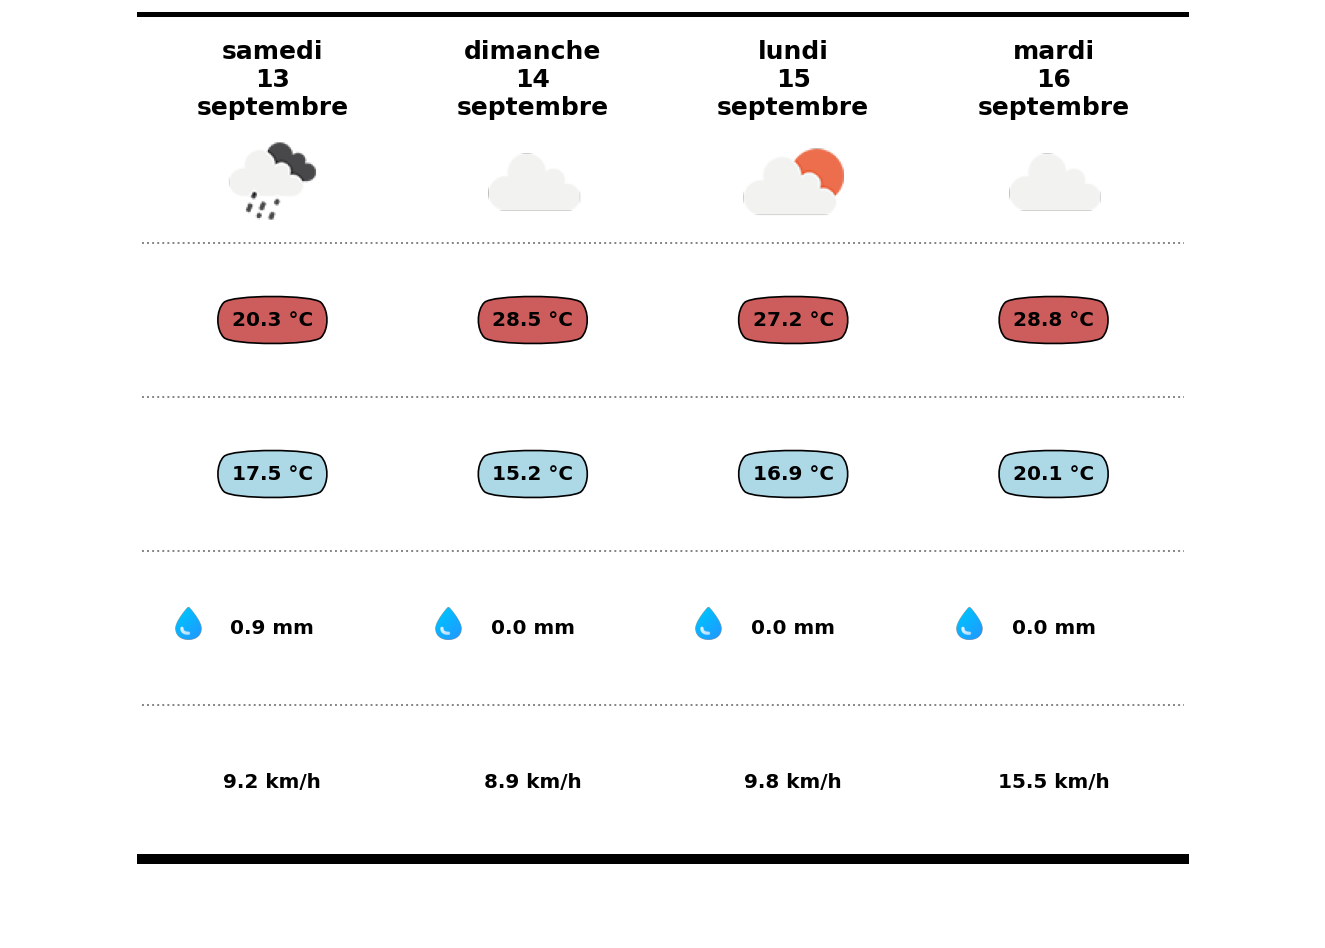 samedi
13
septembre
dimanche
14
septembre
lundi
15
septembre
mardi
16
septembre
20.3 °C
28.5 °C
27.2 °C
28.8 °C
17.5 °C
15.2 °C
16.9 °C
20.1 °C
0.9 mm
0.0 mm
0.0 mm
0.0 mm
9.2 km/h
8.9 km/h
9.8 km/h
15.5 km/h